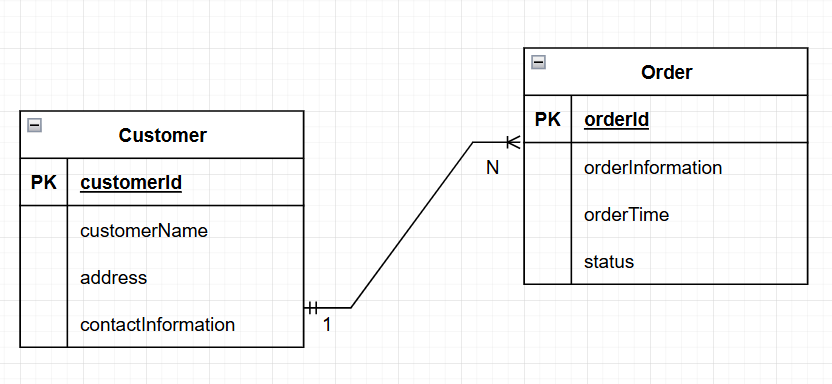 Customer
PK customerId
customerName
address
contactInformation
1
N
Order
PK orderId
orderInformation
orderTime
status